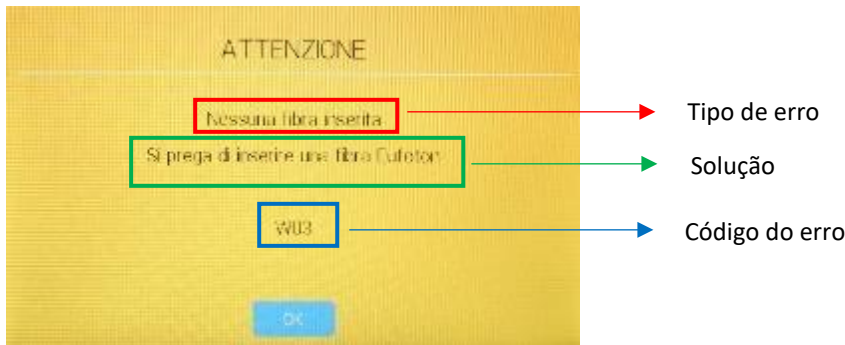 ATTENZIONE
Nessuna fibra inserita
Tipo de erro
Si prega di inserire una fibra Eufoton
Solução
W03
Código do erro
OK